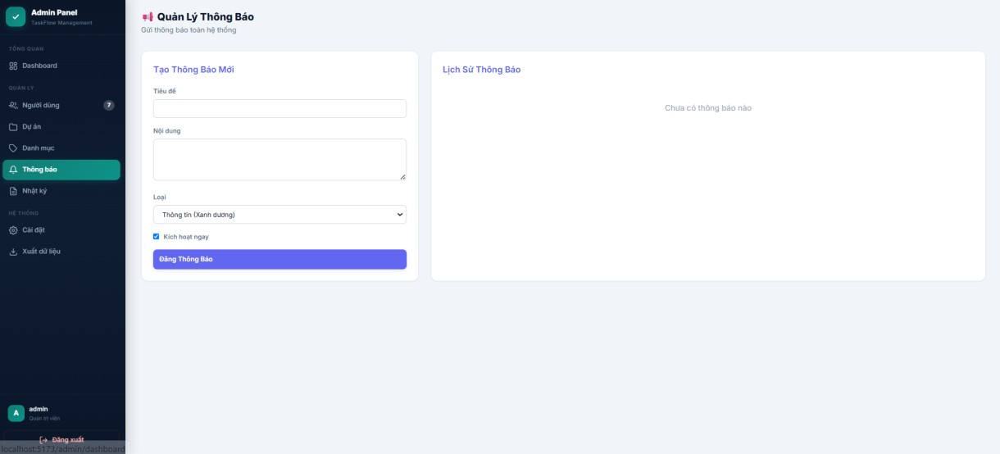 Admin Panel
TaskFlow Management
TỔNG QUAN
Dashboard
QUẢN LÝ
Người dùng 7
Dự án
Danh mục
Thông báo
Nhật ký
HỆ THỐNG
Cài đặt
Xuất dữ liệu
A admin
Quản trị viên
Đăng xuất
localhost:5173/admin/dashboard
Quản Lý Thông Báo
Gửi thông báo toàn hệ thống
Tạo Thông Báo Mới
Tiêu đề
Nội dung
Loại
Thông tin (Xanh dương)
Kích hoạt ngay
Đăng Thông Báo
Lịch Sử Thông Báo
Chưa có thông báo nào